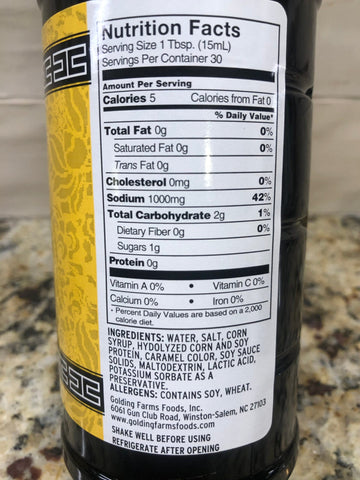 Nutrition Facts
Serving Size 1 Tbsp. (15mL)
Servings Per Container 30
Amount Per Serving
Calories 5 Calories from Fat 0
% Daily Value*
Total Fat 0g 0%
Saturated Fat 0g 0%
Trans Fat 0g
Cholesterol 0mg 0%
Sodium 1000mg 42%
Total Carbohydrate 2g 1%
Dietary Fiber 0g 0%
Sugars 1g
Protein 0g
Vitamin A 0% • Vitamin C 0%
Calcium 0% • Iron 0%
* Percent Daily Values are based on a 2,000
calorie diet.
INGREDIENTS: WATER, SALT, CORN
SYRUP, HYDOLYZED CORN AND SOY
PROTEIN, CARAMEL COLOR, SOY SAUCE
SOLIDS, MALTODEXTRIN, LACTIC ACID,
POTASSIUM SORBATE AS A
PRESERVATIVE.
ALLERGENS: CONTAINS SOY, WHEAT.
Golding Farms Foods, Inc.
6061 Gun Club Road, Winston-Salem, NC 27103
www.goldingfarmsfoods.com
SHAKE WELL BEFORE USING
REFRIGERATE AFTER OPENING